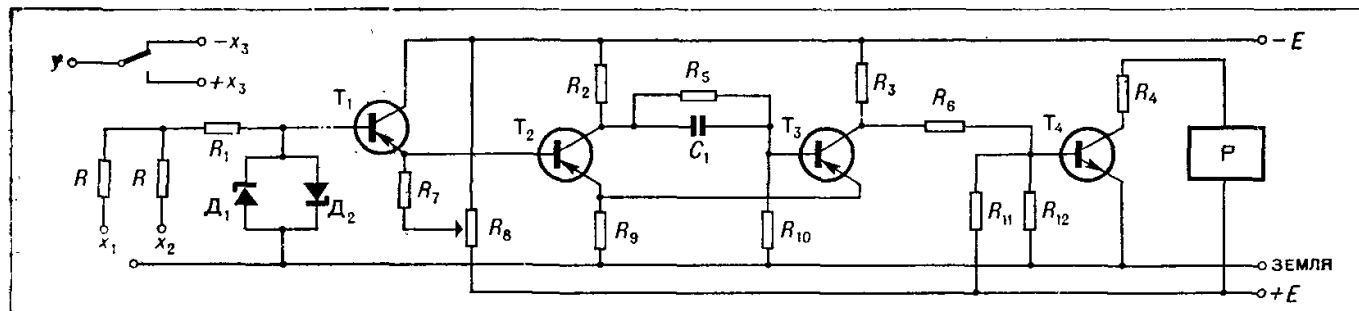 − x₃
− E
y
+ x₃
R₅
R₂
R₃
R₆
R₄
T₁
T₂
T₃
T₄
C₁
R₁
P
R
R
Д₁
Д₂
R₇
R₈
R₉
R₁₀
R₁₁
R₁₂
x₁
x₂
ЗЕМЛЯ
+ E